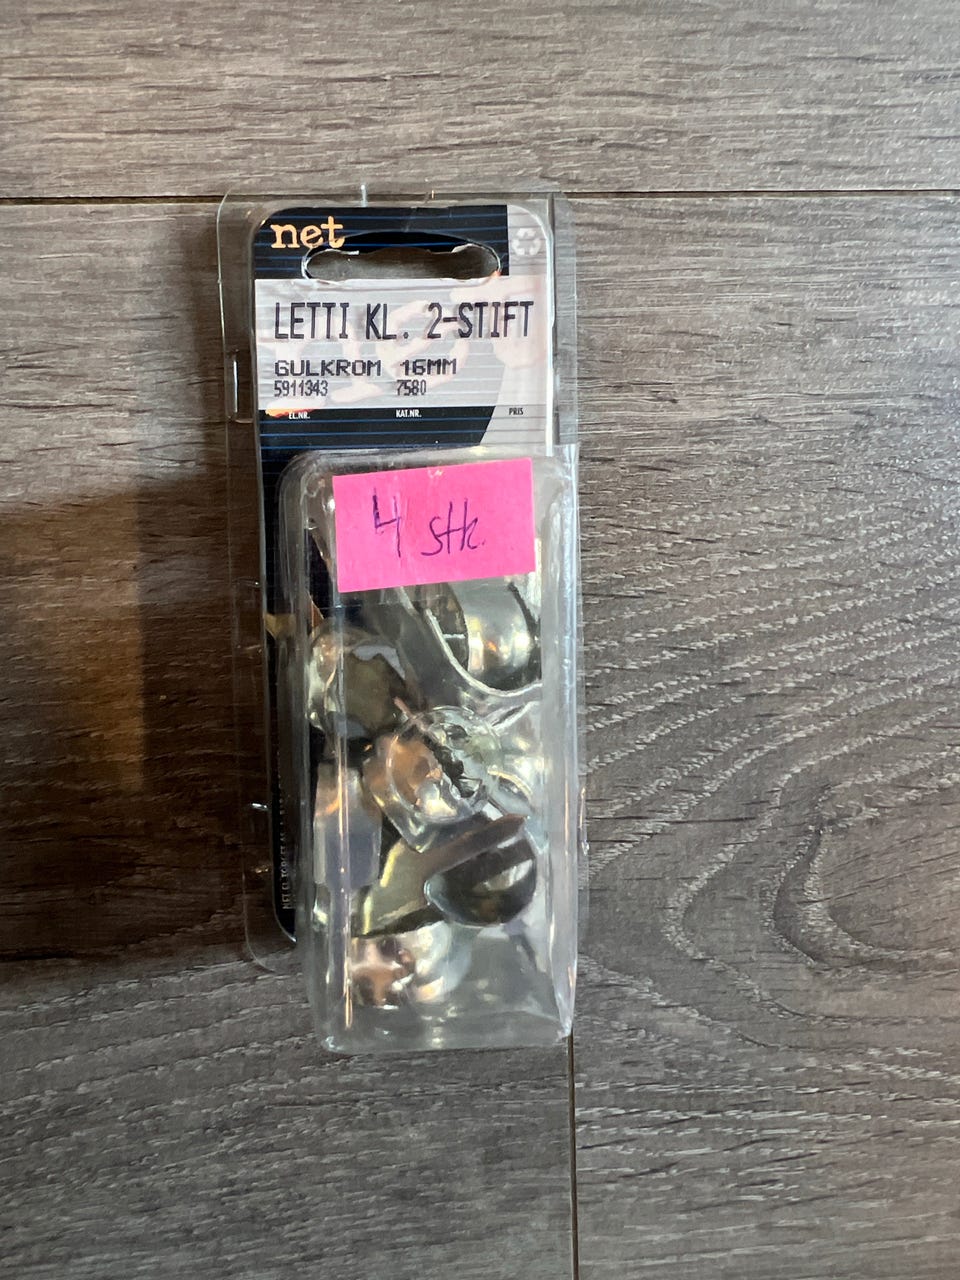 net
LETTI KL. 2-STIFT
GULKROM 16MM
5911343 7580
EL.NR. KAT.NR. PRIS
4 stk.